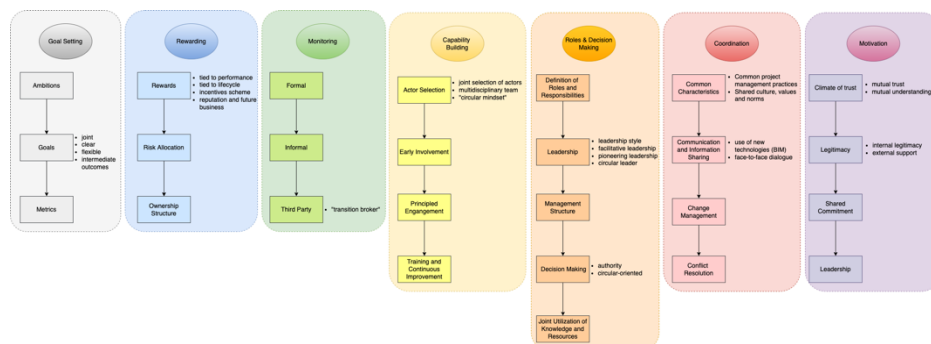 Goal Setting
Ambitions
Goals
• joint
• clear
• flexible
• intermediate
outcomes
Metrics
Rewarding
Rewards
• tied to performance
• tied to lifecycle
• incentives scheme
• reputation and future
business
Risk Allocation
Ownership
Structure
Monitoring
Formal
Informal
Third Party
• "transition broker"
Capability
Building
Actor Selection
• joint selection of actors
• multidisciplinary team
• "circular mindset"
Early Involvement
Principled
Engangement
Training and
Continuous
Improvement
Roles & Decision
Making
Definition of
Roles and
Responsibilities
Leadership
• leadership style
• facilitative leadership
• pioneering leadership
• circular leader
Management
Structure
Decision Making
• authority
• circular-oriented
Joint Utilization of
Knowledge and
Resources
Coordination
Common
Characteristics
• Common project
management practices
• Shared culture, values
and norms
Communication
and Information
Sharing
• use of new
technologies (BIM)
• face-to-face dialogue
Change
Management
Conflict
Resolution
Motivation
Climate of trust
• mutual trust
• mutual understanding
Legitimacy
• internal legitimacy
• external support
Shared
Commitment
Leadership